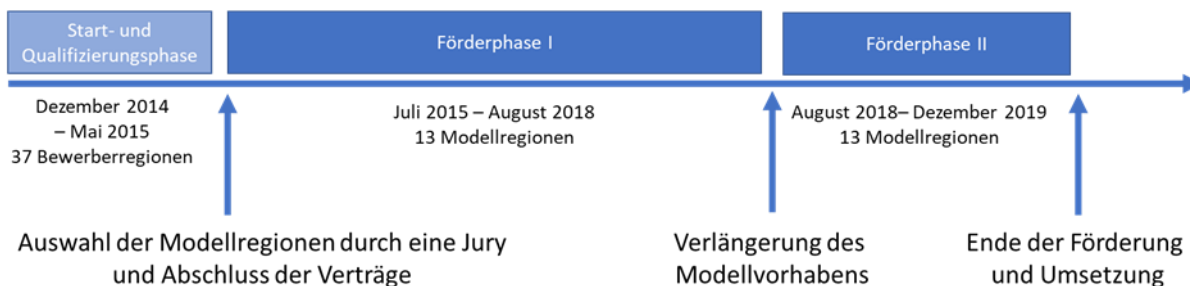 Start- und
Qualifizierungsphase
Förderphase I
Förderphase II
Dezember 2014
– Mai 2015
37 Bewerberregionen
Juli 2015 – August 2018
13 Modellregionen
August 2018– Dezember 2019
13 Modellregionen
Auswahl der Modellregionen durch eine Jury
und Abschluss der Verträge
Verlängerung des
Modellvorhabens
Ende der Förderung
und Umsetzung